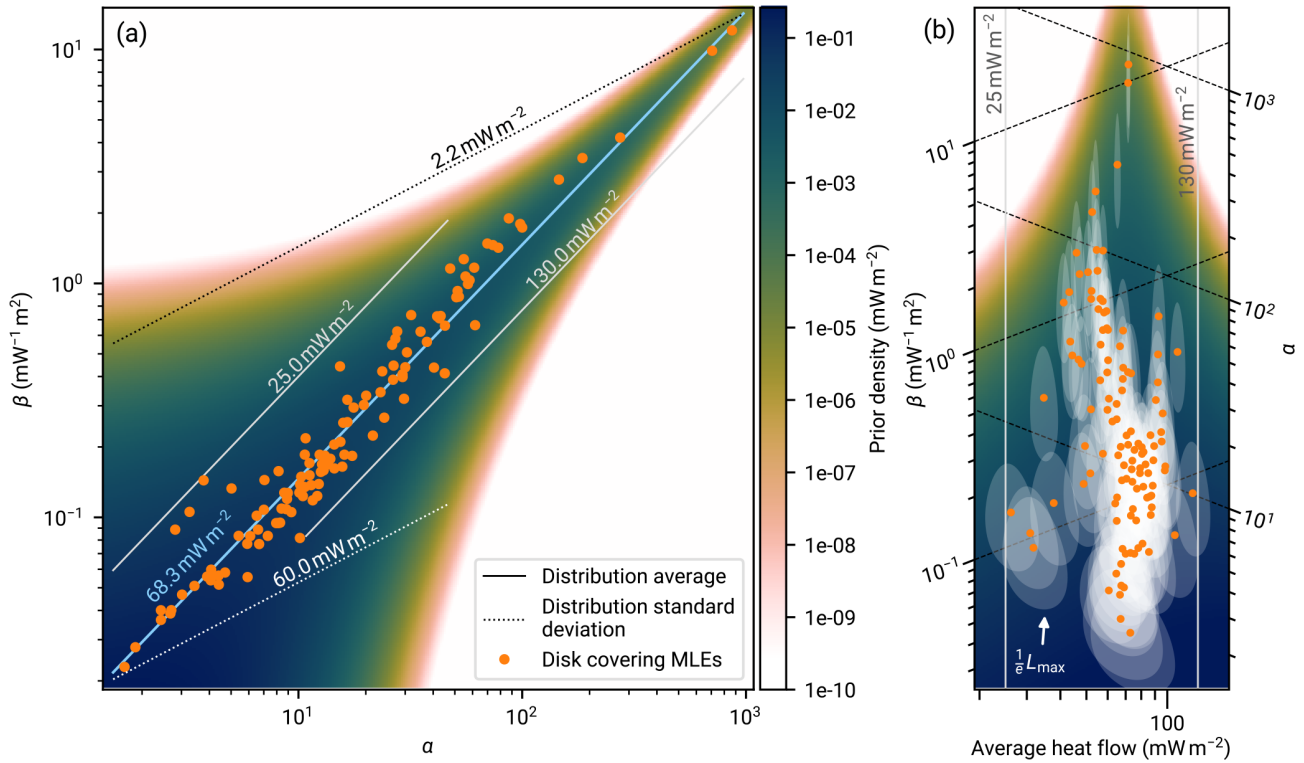 (a)
10¹
10⁰
10⁻¹
β (mW⁻¹ m²)
2.2 mW m⁻²
25.0 mW m⁻²
130.0 mW m⁻²
68.3 mW m⁻²
60.0 mW m⁻²
Distribution average
Distribution standard
deviation
Disk covering MLEs
10¹
10²
10³
α
1e-01
1e-02
1e-03
1e-04
1e-05
1e-06
1e-07
1e-08
1e-09
1e-10
Prior density (mW m⁻²)
(b)
25 mW m⁻²
130 mW m⁻²
10¹
10⁰
10⁻¹
β (mW⁻¹ m²)
10³
10²
10¹
α
1/e L_max
100
Average heat flow (mW m⁻²)